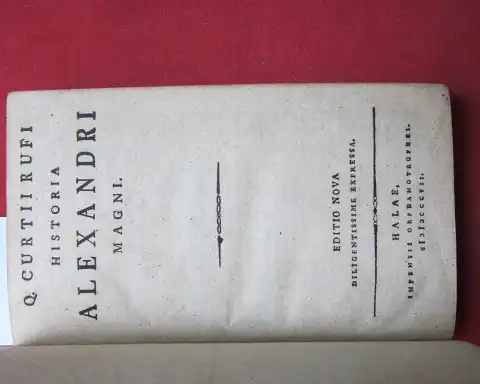 Q. CURTII RUFI
HISTORIA
ALEXANDRI
MAGNI.
EDITIO NOVA
DILIGENTISSIME EXPRESSA.
HALAE,
IMPENSIS ORPHANOTROPHEI.